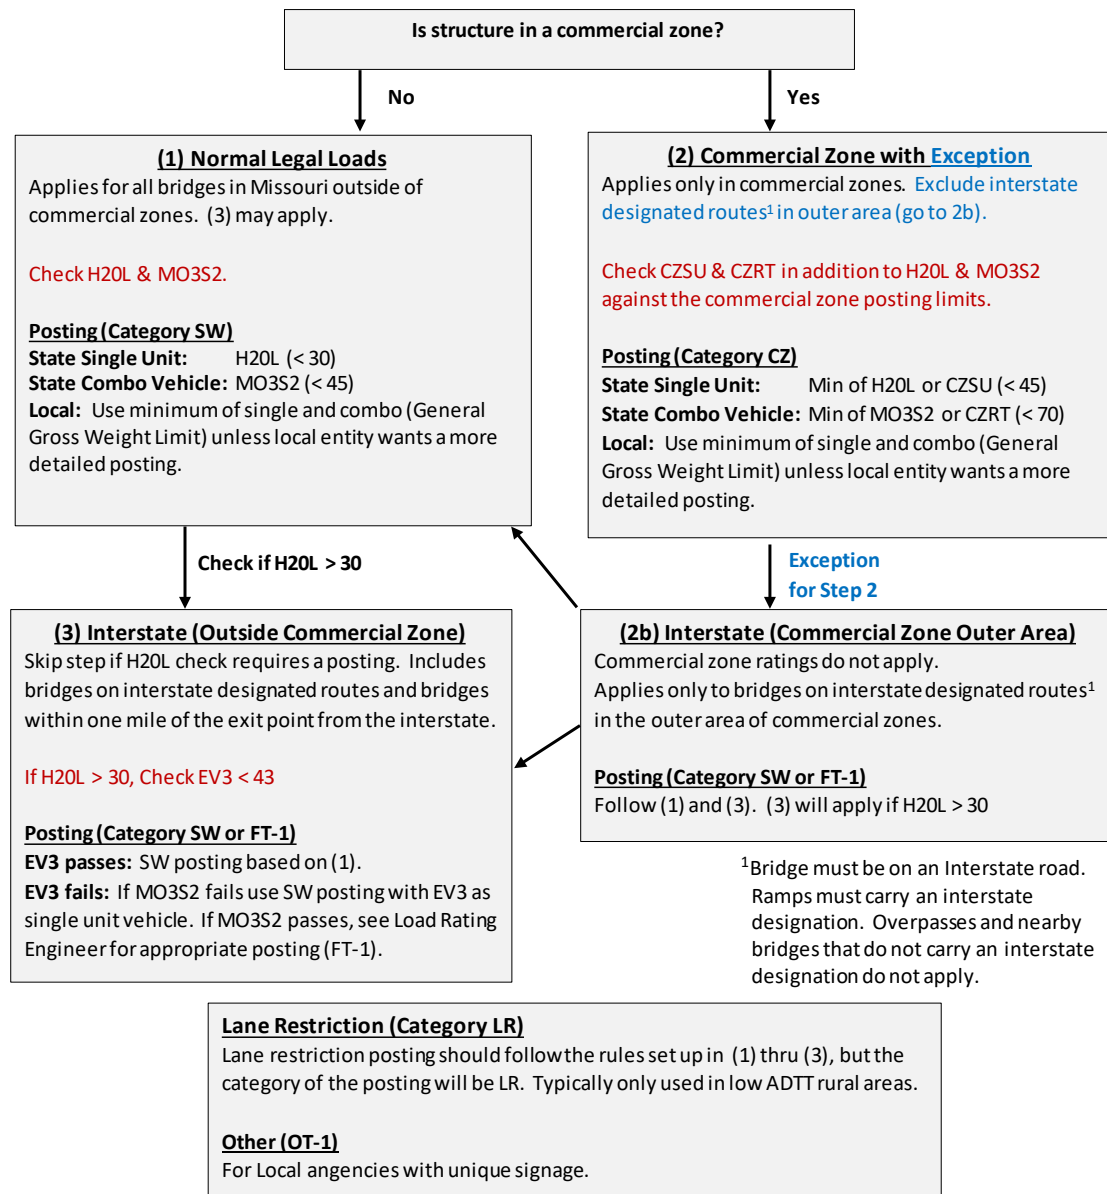 Is structure in a commercial zone?
No
Yes
(1) Normal Legal Loads
Applies for all bridges in Missouri outside of
commercial zones. (3) may apply.
Check H20L & MO3S2.
Posting (Category SW)
State Single Unit: H20L (< 30)
State Combo Vehicle: MO3S2 (< 45)
Local: Use minimum of single and combo (General
Gross Weight Limit) unless local entity wants a more
detailed posting.
(2) Commercial Zone with Exception
Applies only in commercial zones. Exclude interstate
designated routes¹ in outer area (go to 2b).
Check CZSU & CZRT in addition to H20L & MO3S2
against the commercial zone posting limits.
Posting (Category CZ)
State Single Unit: Min of H20L or CZSU (< 45)
State Combo Vehicle: Min of MO3S2 or CZRT (< 70)
Local: Use minimum of single and combo (General
Gross Weight Limit) unless local entity wants a more
detailed posting.
Check if H20L > 30
Exception
for Step 2
(3) Interstate (Outside Commercial Zone)
Skip step if H20L check requires a posting. Includes
bridges on interstate designated routes and bridges
within one mile of the exit point from the interstate.
If H20L > 30, Check EV3 < 43
Posting (Category SW or FT-1)
EV3 passes: SW posting based on (1).
EV3 fails: If MO3S2 fails use SW posting with EV3 as
single unit vehicle. If MO3S2 passes, see Load Rating
Engineer for appropriate posting (FT-1).
(2b) Interstate (Commercial Zone Outer Area)
Commercial zone ratings do not apply.
Applies only to bridges on interstate designated routes¹
in the outer area of commercial zones.
Posting (Category SW or FT-1)
Follow (1) and (3). (3) will apply if H20L > 30
¹Bridge must be on an Interstate road.
Ramps must carry an interstate
designation. Overpasses and nearby
bridges that do not carry an interstate
designation do not apply.
Lane Restriction (Category LR)
Lane restriction posting should follow the rules set up in (1) thru (3), but the
category of the posting will be LR. Typically only used in low ADTT rural areas.
Other (OT-1)
For Local angencies with unique signage.